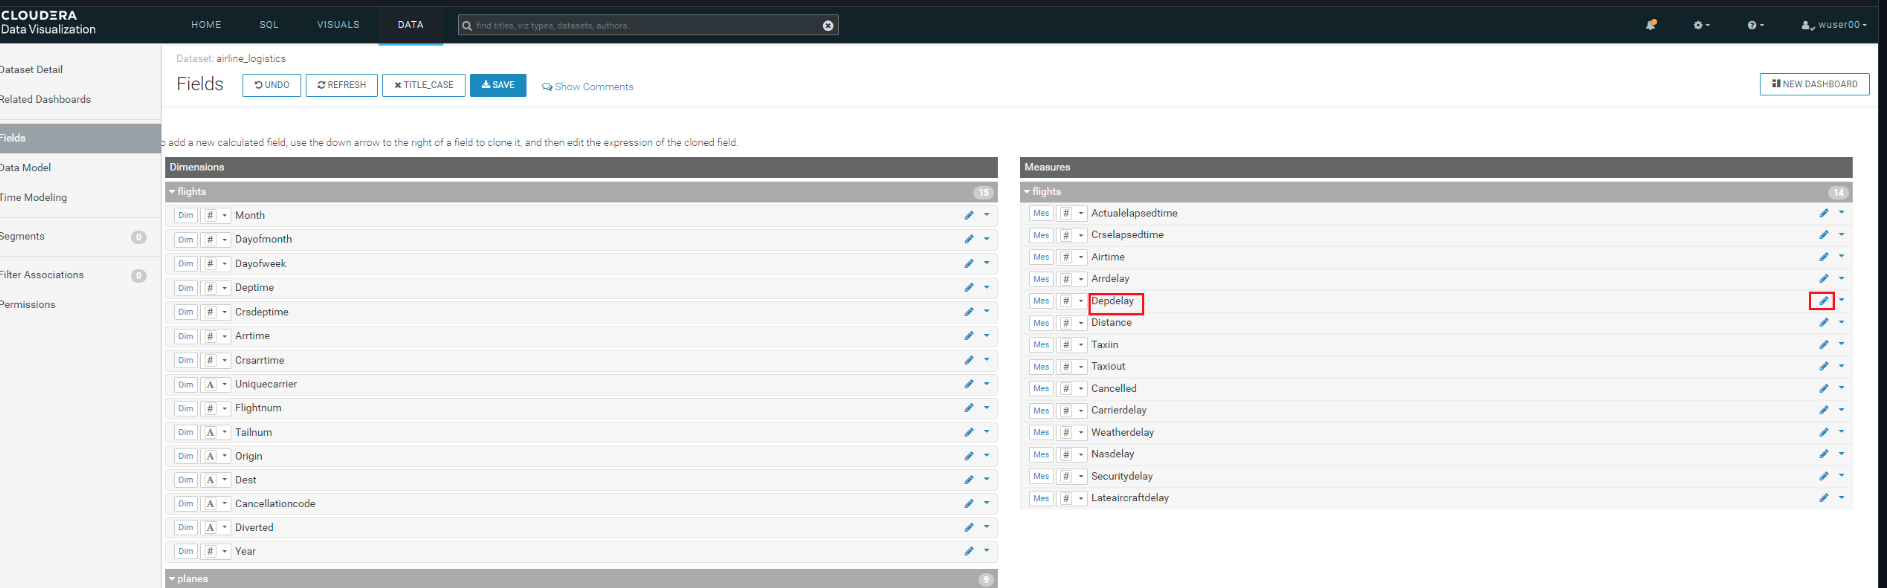 CLOUDERA
Data Visualization
HOME
SQL
VISUALS
DATA
find titles, viz types, datasets, authors...
wuser00
Dataset Detail
Related Dashboards
Fields
Data Model
Time Modeling
Segments 0
Filter Associations 0
Permissions
Dataset: airline_logistics
Fields
UNDO
REFRESH
TITLE_CASE
SAVE
Show Comments
NEW DASHBOARD
o add a new calculated field, use the down arrow to the right of a field to clone it, and then edit the expression of the cloned field.
Dimensions
flights 15
Dim # Month
Dim # Dayofmonth
Dim # Dayofweek
Dim # Deptime
Dim # Crsdeptime
Dim # Arrtime
Dim # Crsarrtime
Dim A Uniquecarrier
Dim # Flightnum
Dim A Tailnum
Dim A Origin
Dim A Dest
Dim A Cancellationcode
Dim A Diverted
Dim # Year
planes 9
Measures
flights 14
Mes # Actualelapsedtime
Mes # Crselapsedtime
Mes # Airtime
Mes # Arrdelay
Mes # Depdelay
Mes # Distance
Mes # Taxiin
Mes # Taxiout
Mes # Cancelled
Mes # Carrierdelay
Mes # Weatherdelay
Mes # Nasdelay
Mes # Securitydelay
Mes # Lateaircraftdelay